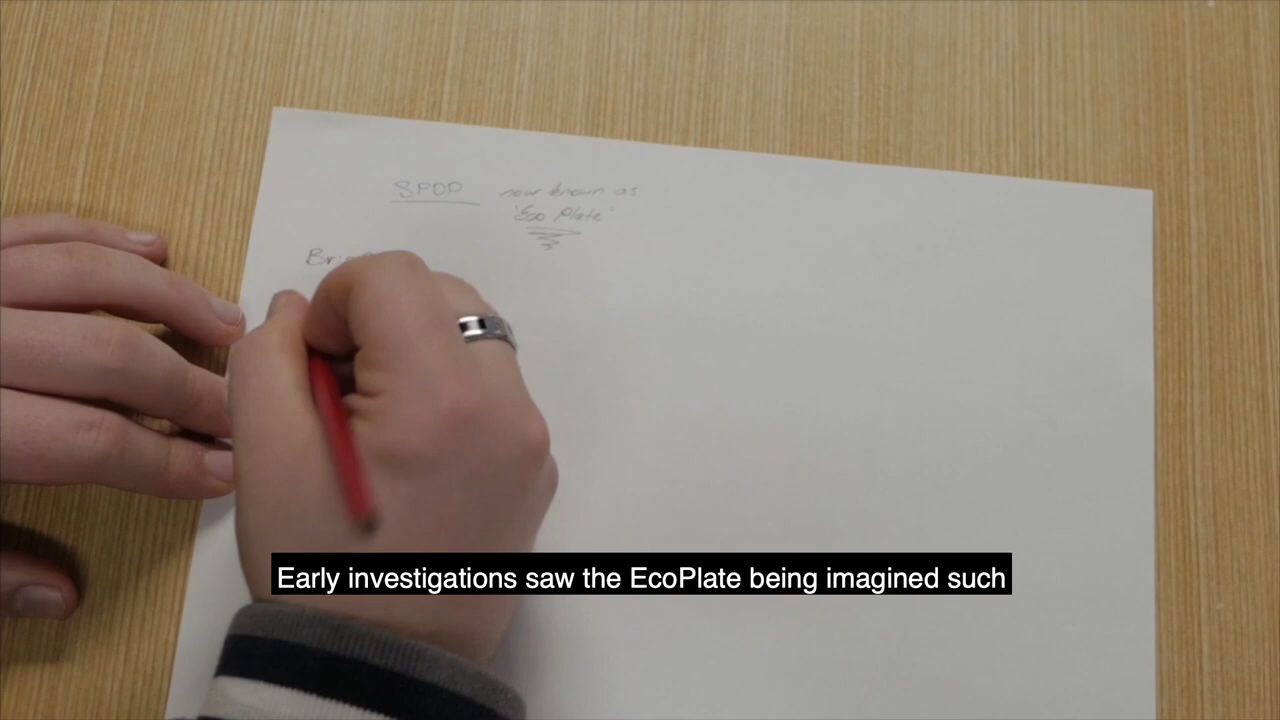 SPDP now known as
'Eco Plate'
Early investigations saw the EcoPlate being imagined such